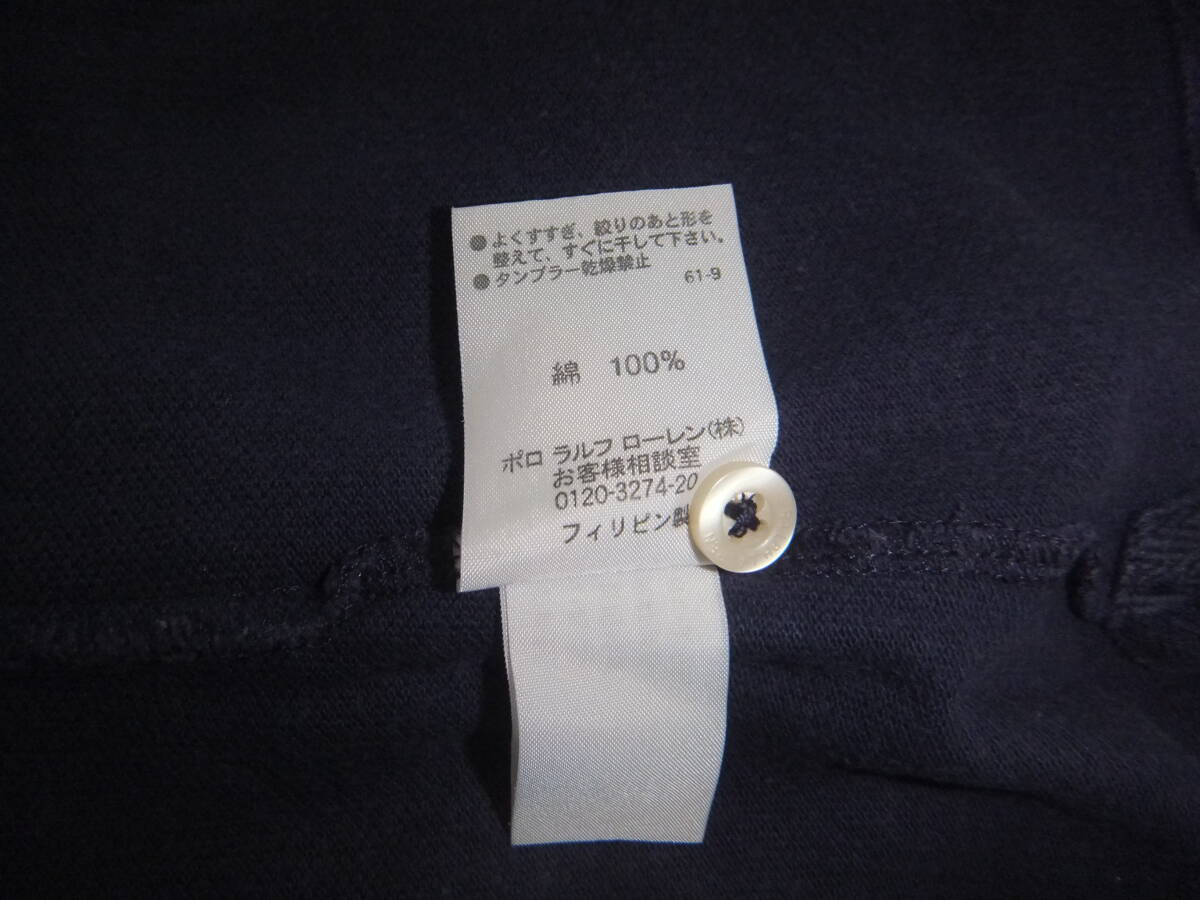 ●よくすすぎ、絞りのあと形を
整えて、すぐに干して下さい。
●タンブラー乾燥禁止
61-9
綿 100%
ポロ ラルフ ローレン(株)
お客様相談室
0120-3274-20
フィリピン製